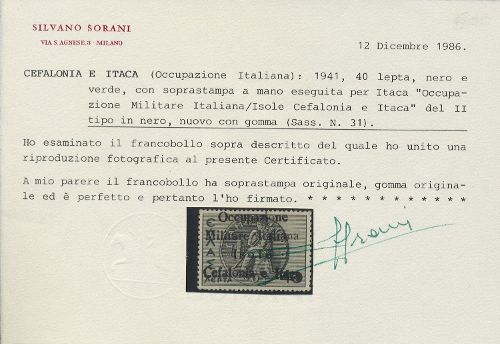 SILVANO SORANI
VIA S. AGNESE, 3 - MILANO
12 Dicembre 1986.
CEFALONIA E ITACA (Occupazione Italiana): 1941, 40 lepta, nero e
verde, con soprastampa a mano eseguita per Itaca "Occupa-
zione Militare Italiana/Isole Cefalonia e Itaca" del II
tipo in nero, nuovo con gomma (Sass. N. 31).
Ho esaminato il francobollo sopra descritto del quale ho unito una
riproduzione fotografica al presente Certificato.
A mio parere il francobollo ha soprastampa originale, gomma origina-
le ed è perfetto e pertanto l'ho firmato. * * * * * * * * * * * *
Occupazione
Militare Italiana
Isole
Cefalonia e Itaca
ΛΕΠΤΑ